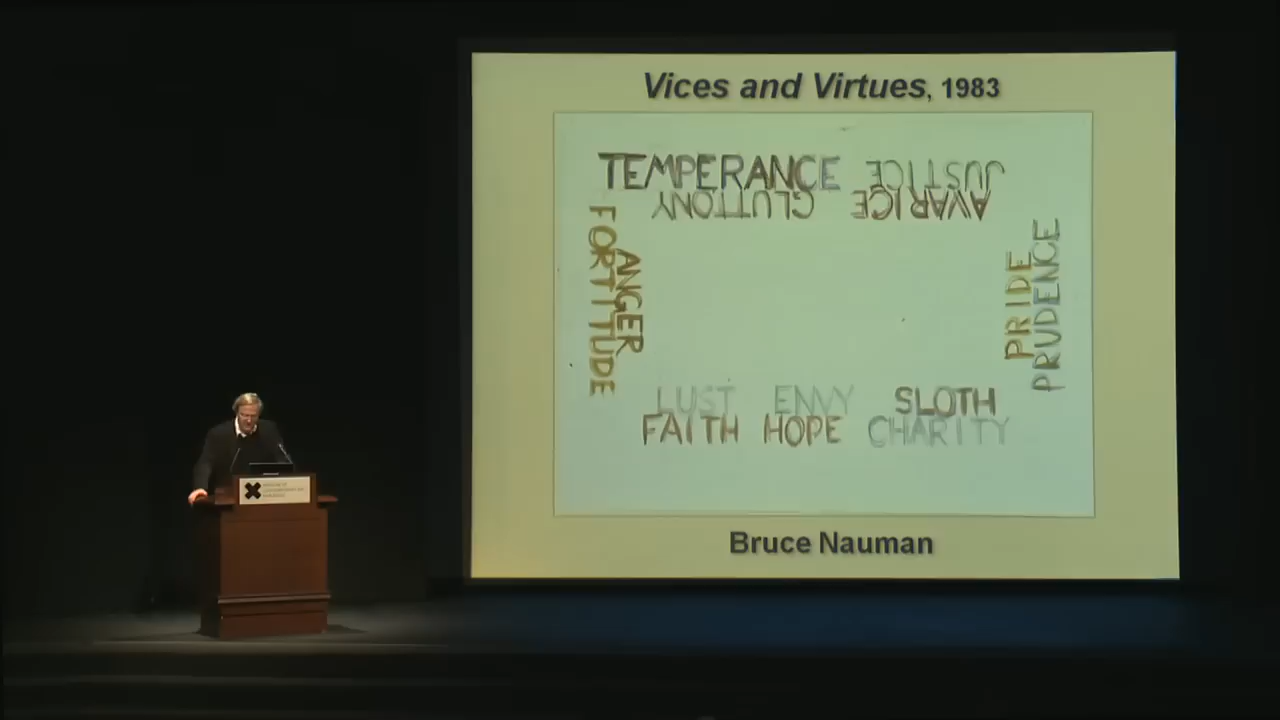 Vices and Virtues, 1983
TEMPERANCE JUSTICE
GLUTTONY AVARICE
FORTITUDE
ANGER
PRIDE
PRUDENCE
LUST ENVY SLOTH
FAITH HOPE CHARITY
Bruce Nauman